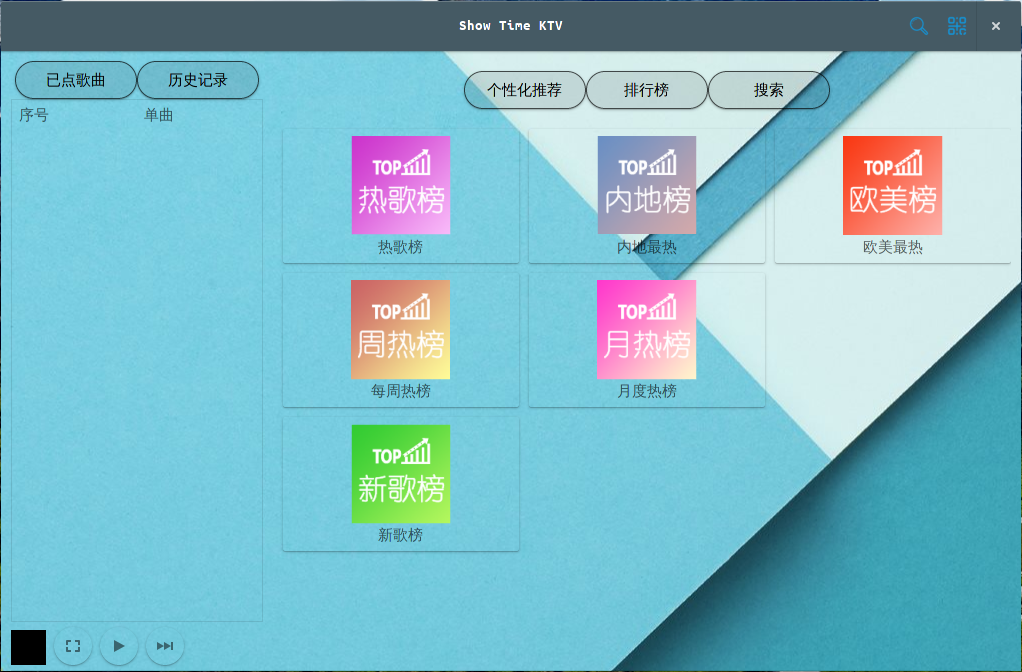 Show Time KTV
已点歌曲
历史记录
个性化推荐
排行榜
搜索
序号
单曲
TOP
热歌榜
热歌榜
TOP
内地榜
内地最热
TOP
欧美榜
欧美最热
TOP
周热榜
每周热榜
TOP
月热榜
月度热榜
TOP
新歌榜
新歌榜